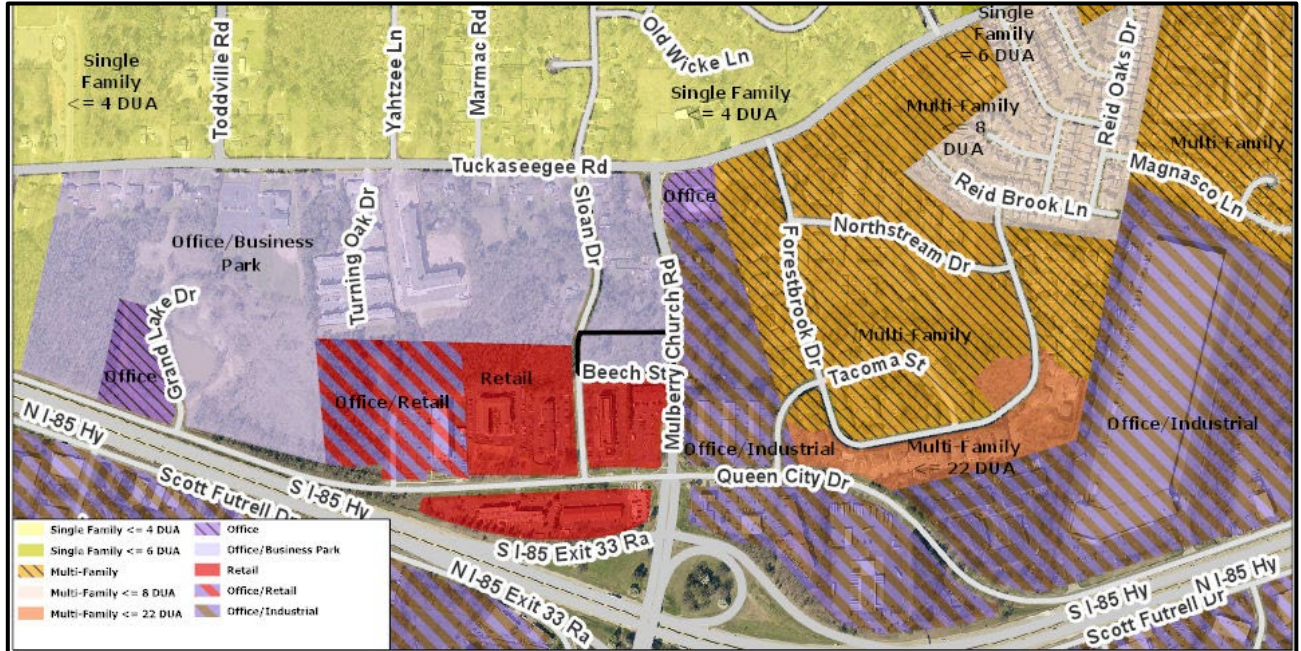 Single
Family
<= 4 DUA
Toddville Rd
Yahtzee Ln
Marmac Rd
Old Wicke Ln
Single Family
<= 4 DUA
Single
Family
<= 6 DUA
Reid Oaks Dr
Multi-Family
8
DUA
Multi-Family
Magnasco Ln
Reid Brook Ln
Tuckaseegee Rd
Sloan Dr
Office
Office/Business
Park
Turning Oak Dr
Grand Lake Dr
Office
Mulberry Church Rd
Forestbrook Dr
Northstream Dr
Multi-Family
Tacoma St
Beech St
Retail
Office/Retail
Office/Industrial
Multi-Family
<= 22 DUA
Office/Industrial
Queen City Dr
N I-85 Hy
S I-85 Hy
Scott Futrell Dr
S I-85 Exit 33 Ra
N I-85 Exit 33 Ra
S I-85 Hy
N I-85 Hy
Scott Futrell Dr
Single Family <= 4 DUA
Single Family <= 6 DUA
Multi-Family
Multi-Family <= 8 DUA
Multi-Family <= 22 DUA
Office
Office/Business Park
Retail
Office/Retail
Office/Industrial